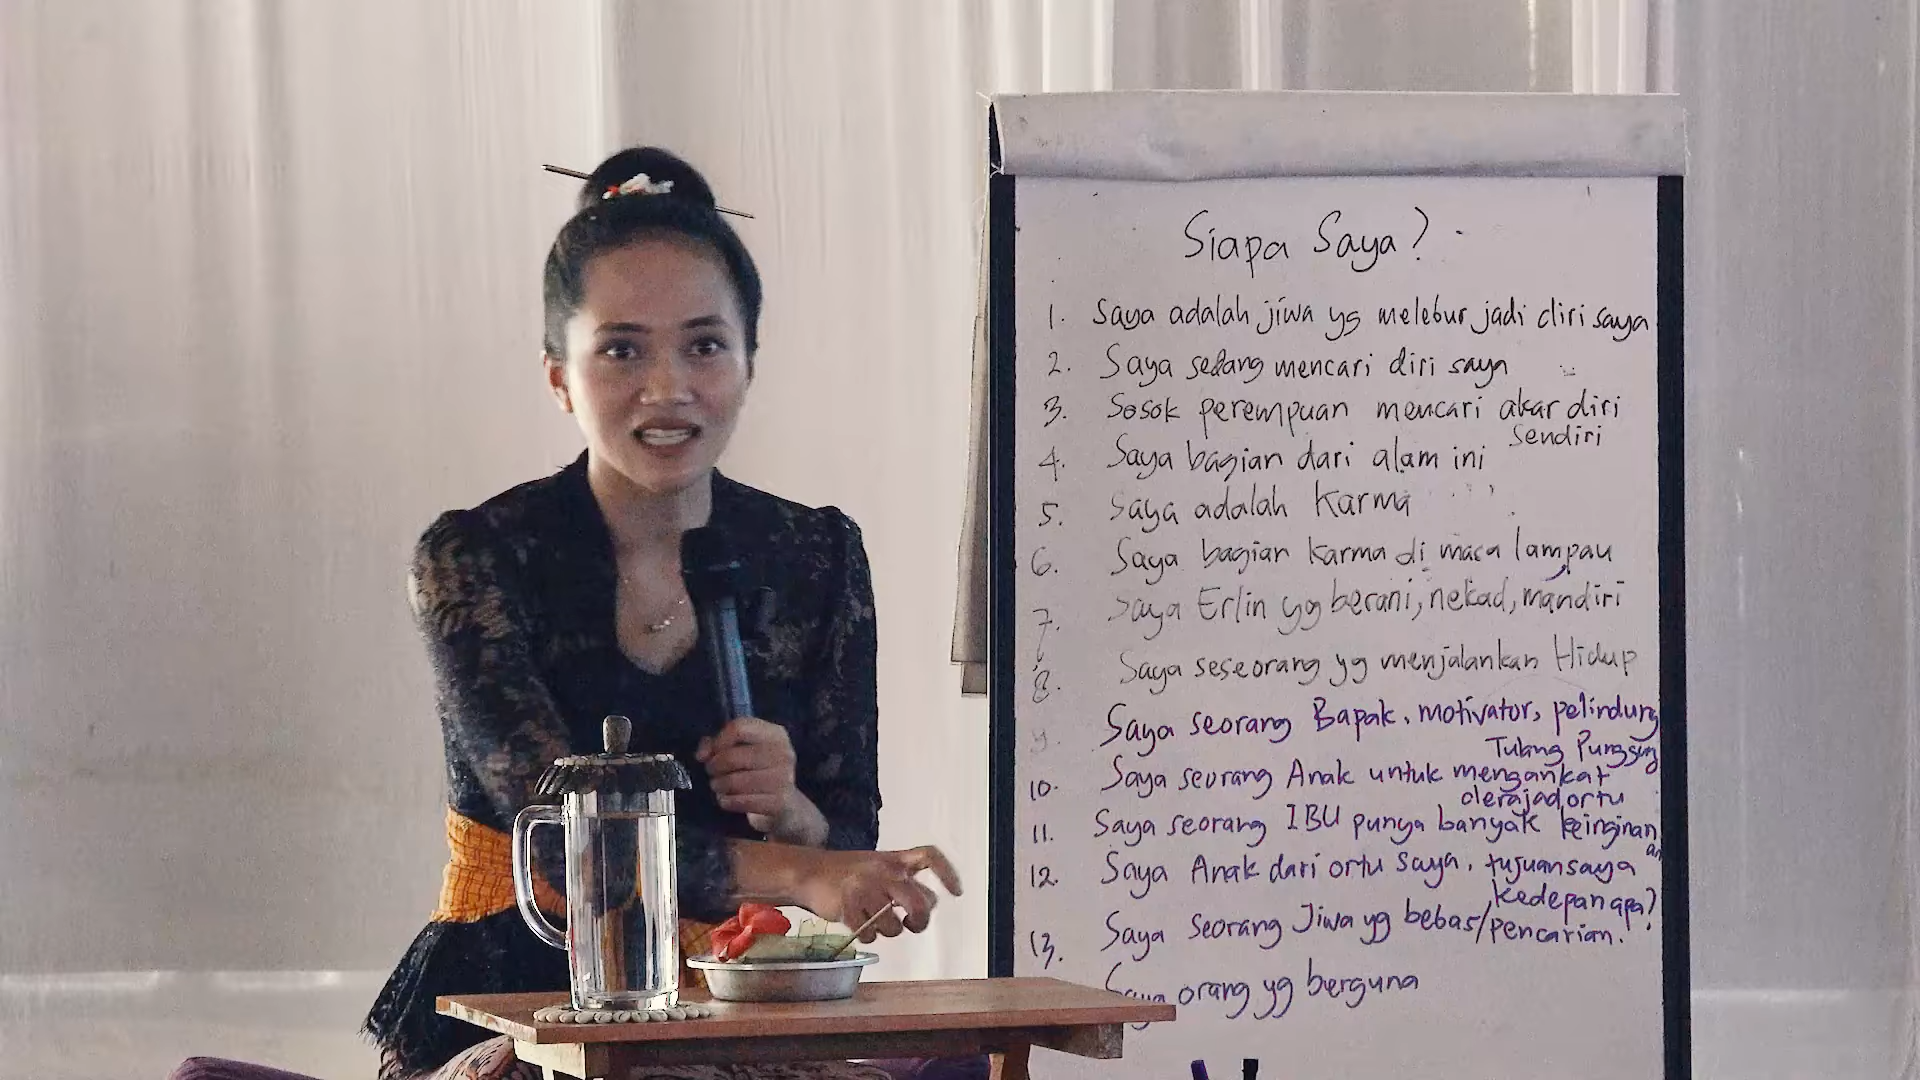 Siapa Saya?
1. Saya adalah jiwa yg melebur jadi diri saya
2. Saya sedang mencari diri saya
3. Sosok perempuan mencari akar diri
sendiri
4. Saya bagian dari alam ini
5. Saya adalah Karma
6. Saya bagian karma di masa lampau
7. Saya Erlin yg berani, nekad, mandiri
8. Saya seseorang yg menjalankan Hidup
9. Saya seorang Bapak, motivator, pelindung
Tulang Punggung
10. Saya seorang Anak untuk mengankat
derajad ortu
11. Saya seorang IBU punya banyak keinginan
an
12. Saya Anak dari ortu saya, tujuan saya
kedepan apa?
13. Saya seorang Jiwa yg bebas/pencarian.
Saya orang yg berguna